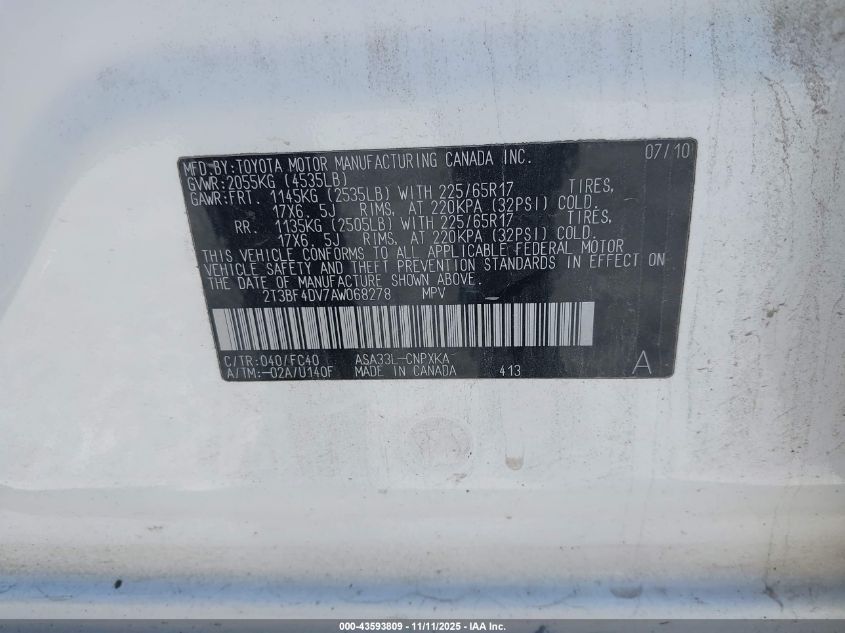 MFD.BY:TOYOTA MOTOR MANUFACTURING CANADA INC. 07/10
GVWR:2055KG (4535LB)
GAWR:FRT. 1145KG (2535LB) WITH 225/65R17 TIRES,
17X6. 5J RIMS, AT 220KPA (32PSI) COLD.
RR. 1135KG (2505LB) WITH 225/65R17 TIRES,
17X6. 5J RIMS, AT 220KPA (32PSI) COLD.
THIS VEHICLE CONFORMS TO ALL APPLICABLE FEDERAL MOTOR
VEHICLE SAFETY AND THEFT PREVENTION STANDARDS IN EFFECT ON
THE DATE OF MANUFACTURE SHOWN ABOVE.
2T3BF4DV7AW068278 MPV
C/TR:040/FC40 ASA33L-CNPXKA
A/TM:-02A/U140F MADE IN CANADA 413 A
000-43593809 - 11/11/2025 - IAA Inc.